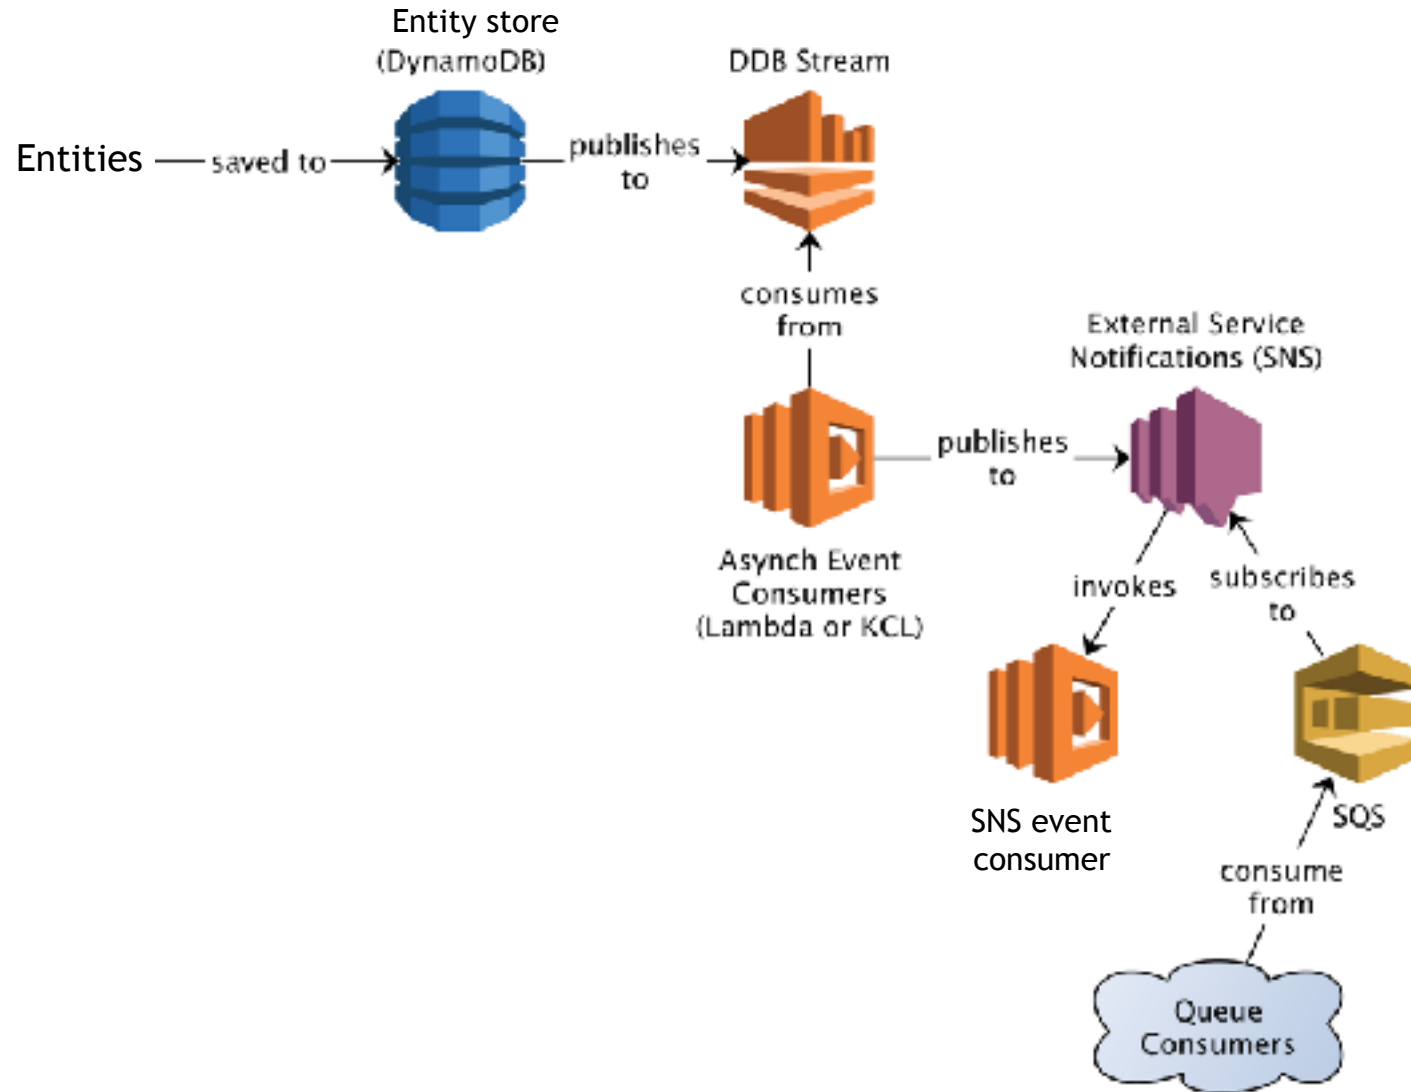 Entity store
(DynamoDB)
DDB Stream
Entities
saved to
publishes
to
consumes
from
External Service
Notifications (SNS)
publishes
to
Asynch Event
Consumers
(Lambda or KCL)
invokes
subscribes
to
SNS event
consumer
SQS
consume
from
Queue
Consumers